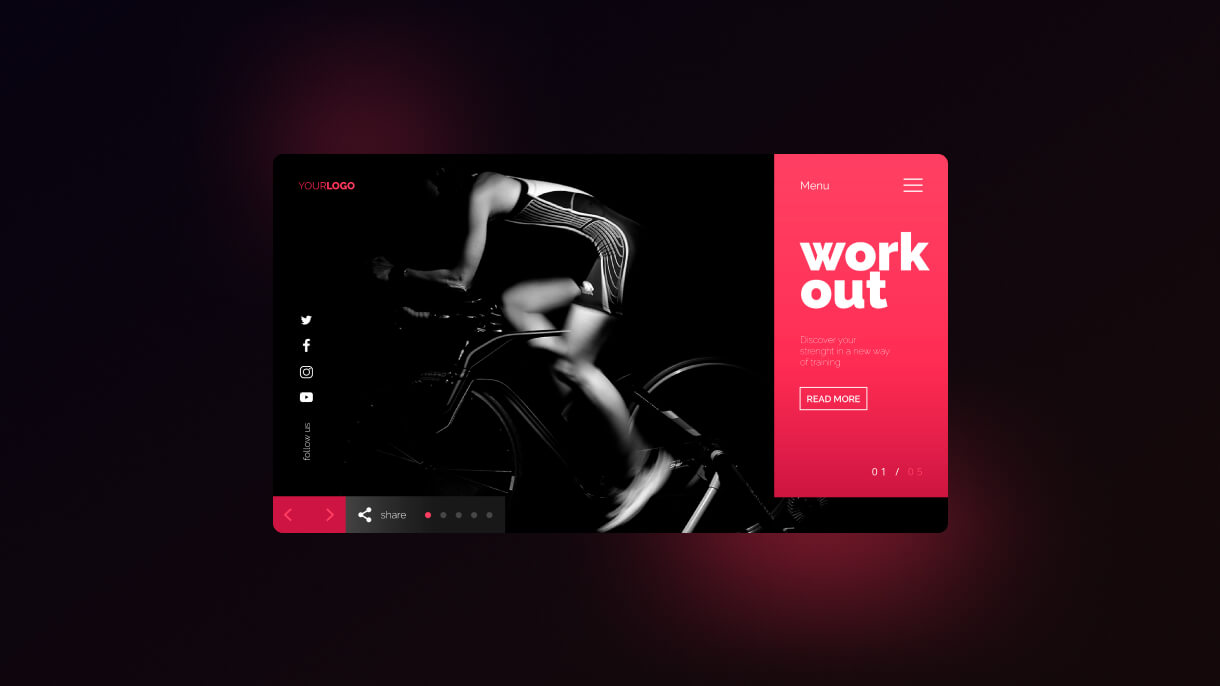 YOURLOGO
Menu
work
out
Discover your
strenght in a new way
of training
READ MORE
01 / 05
follow us
share